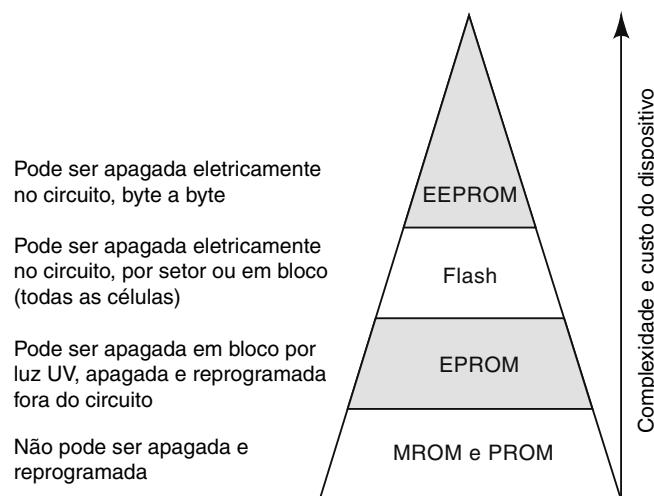 Pode ser apagada eletricamente
no circuito, byte a byte
EEPROM
Pode ser apagada eletricamente
no circuito, por setor ou em bloco
(todas as células)
Flash
Pode ser apagada em bloco por
luz UV, apagada e reprogramada
fora do circuito
EPROM
Não pode ser apagada e
reprogramada
MROM e PROM
Complexidade e custo do dispositivo